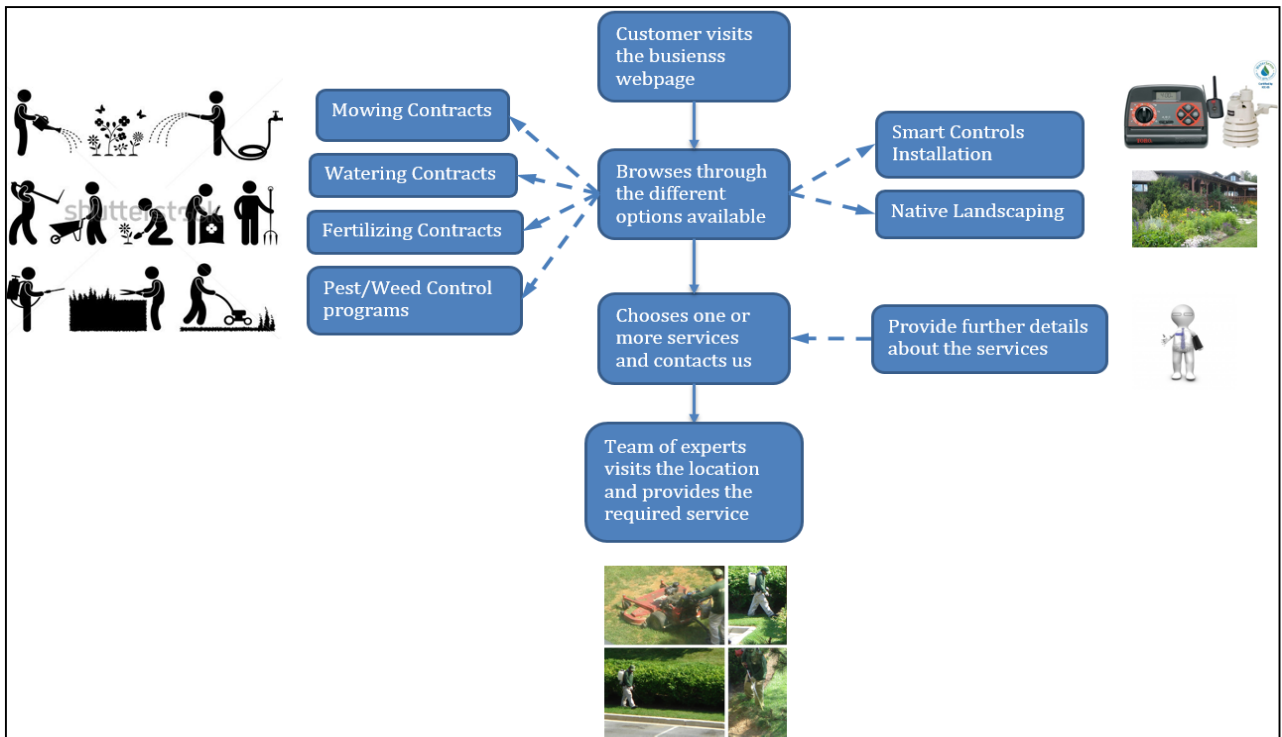 Customer visits
the busienss
webpage
Mowing Contracts
Watering Contracts
Fertilizing Contracts
Pest/Weed Control
programs
Browses through
the different
options available
Smart Controls
Installation
Native Landscaping
Chooses one or
more services
and contacts us
Provide further details
about the services
Team of experts
visits the location
and provides the
required service
shutterstock